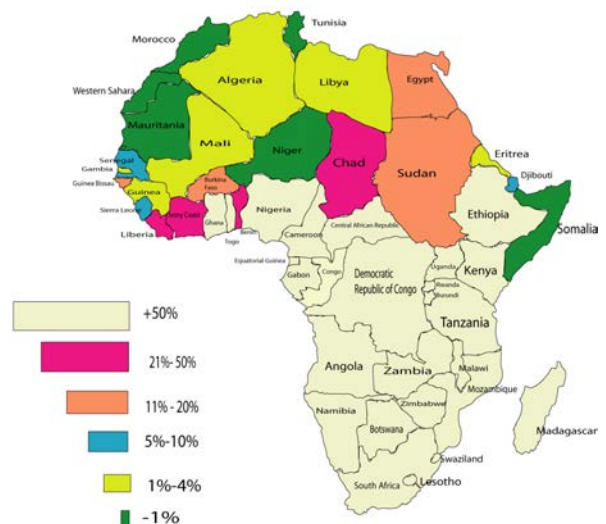 Tunisia
Morocco
Algeria
Libya
Egypt
Western Sahara
Mauritania
Mali
Niger
Chad
Sudan
Eritrea
Senegal
Gambia
Guinea Bissau
Guinea
Burkina
Faso
Djibouti
Sierra Leone
Ivory Coast
Liberia
Ghana
Togo
Benin
Nigeria
Central African Republic
Ethiopia
Somalia
Cameroon
Equatorial Guinea
Gabon
Congo
Democratic
Republic of Congo
Uganda
Kenya
Rwanda
Burundi
Tanzania
Angola
Zambia
Malawi
Mozambique
Zimbabwe
Namibia
Botswana
Madagascan
Swaziland
South Africa
Lesotho
+50%
21%- 50%
11% - 20%
5%-10%
1%-4%
-1%